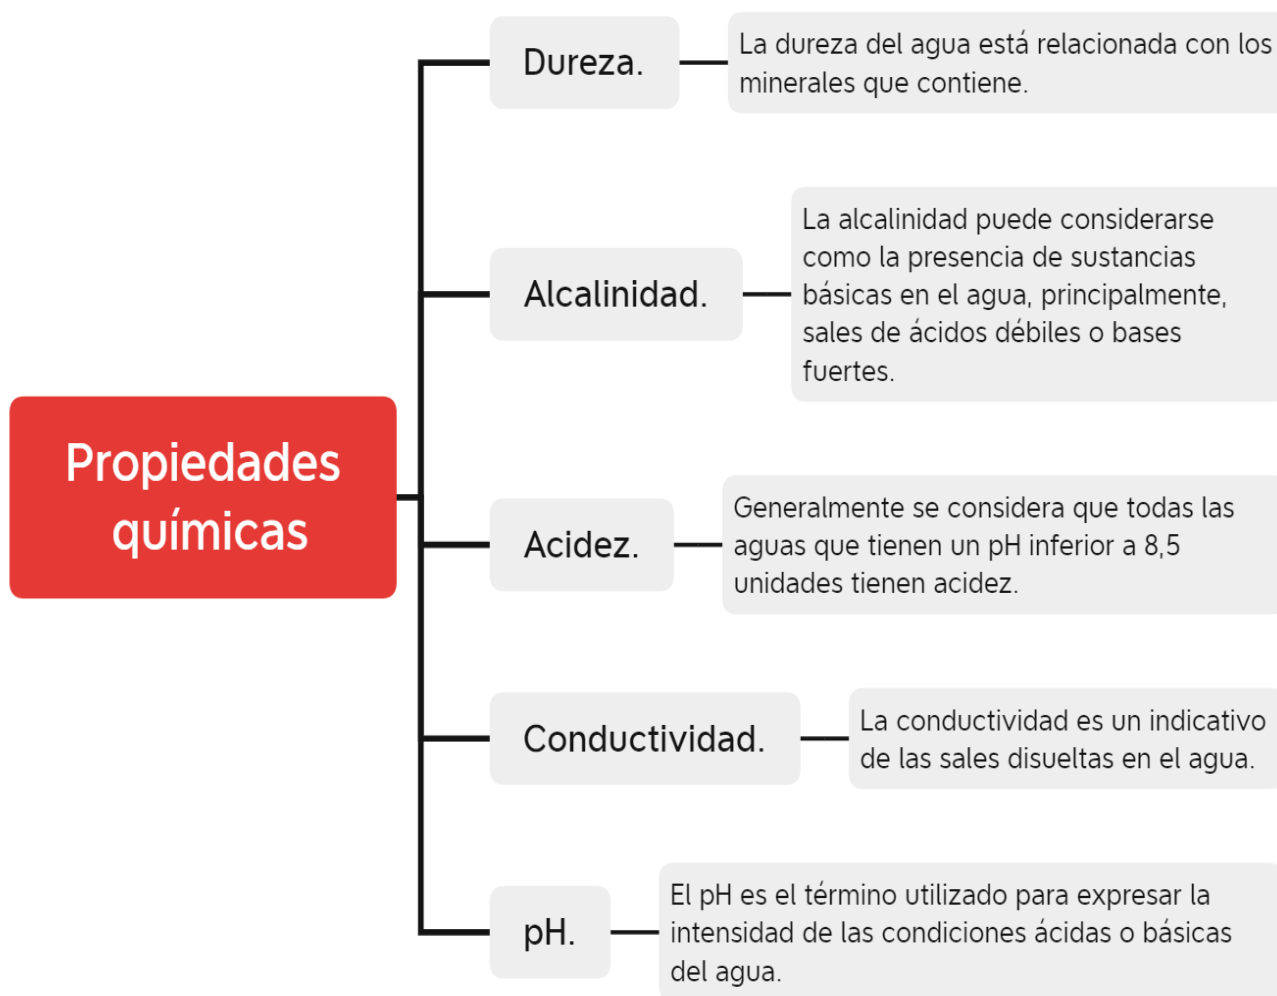 Propiedades
químicas
Dureza.
La dureza del agua está relacionada con los
minerales que contiene.
Alcalinidad.
La alcalinidad puede considerarse
como la presencia de sustancias
básicas en el agua, principalmente,
sales de ácidos débiles o bases
fuertes.
Acidez.
Generalmente se considera que todas las
aguas que tienen un pH inferior a 8,5
unidades tienen acidez.
Conductividad.
La conductividad es un indicativo
de las sales disueltas en el agua.
pH.
El pH es el término utilizado para expresar la
intensidad de las condiciones ácidas o básicas
del agua.